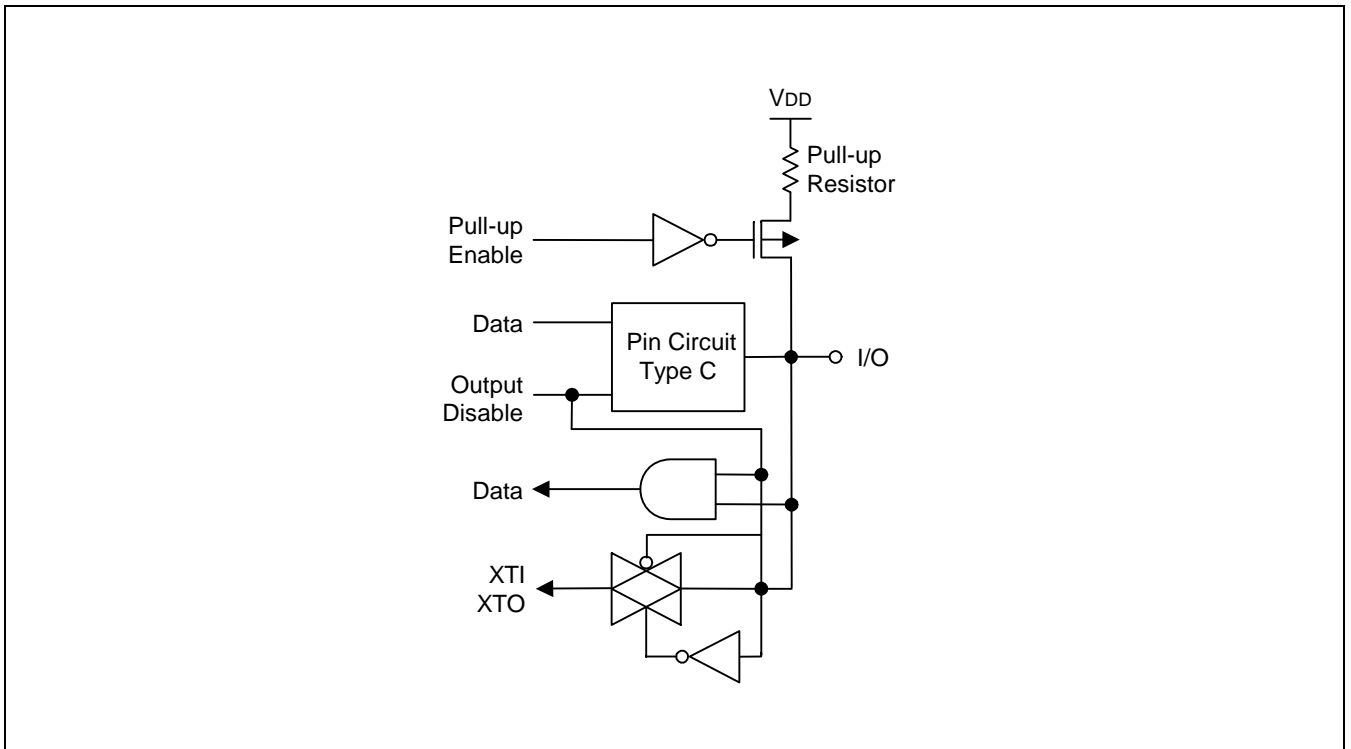 VDD
Pull-up
Resistor
Pull-up
Enable
Data
Pin Circuit
Type C
I/O
Output
Disable
Data
XTI
XTO